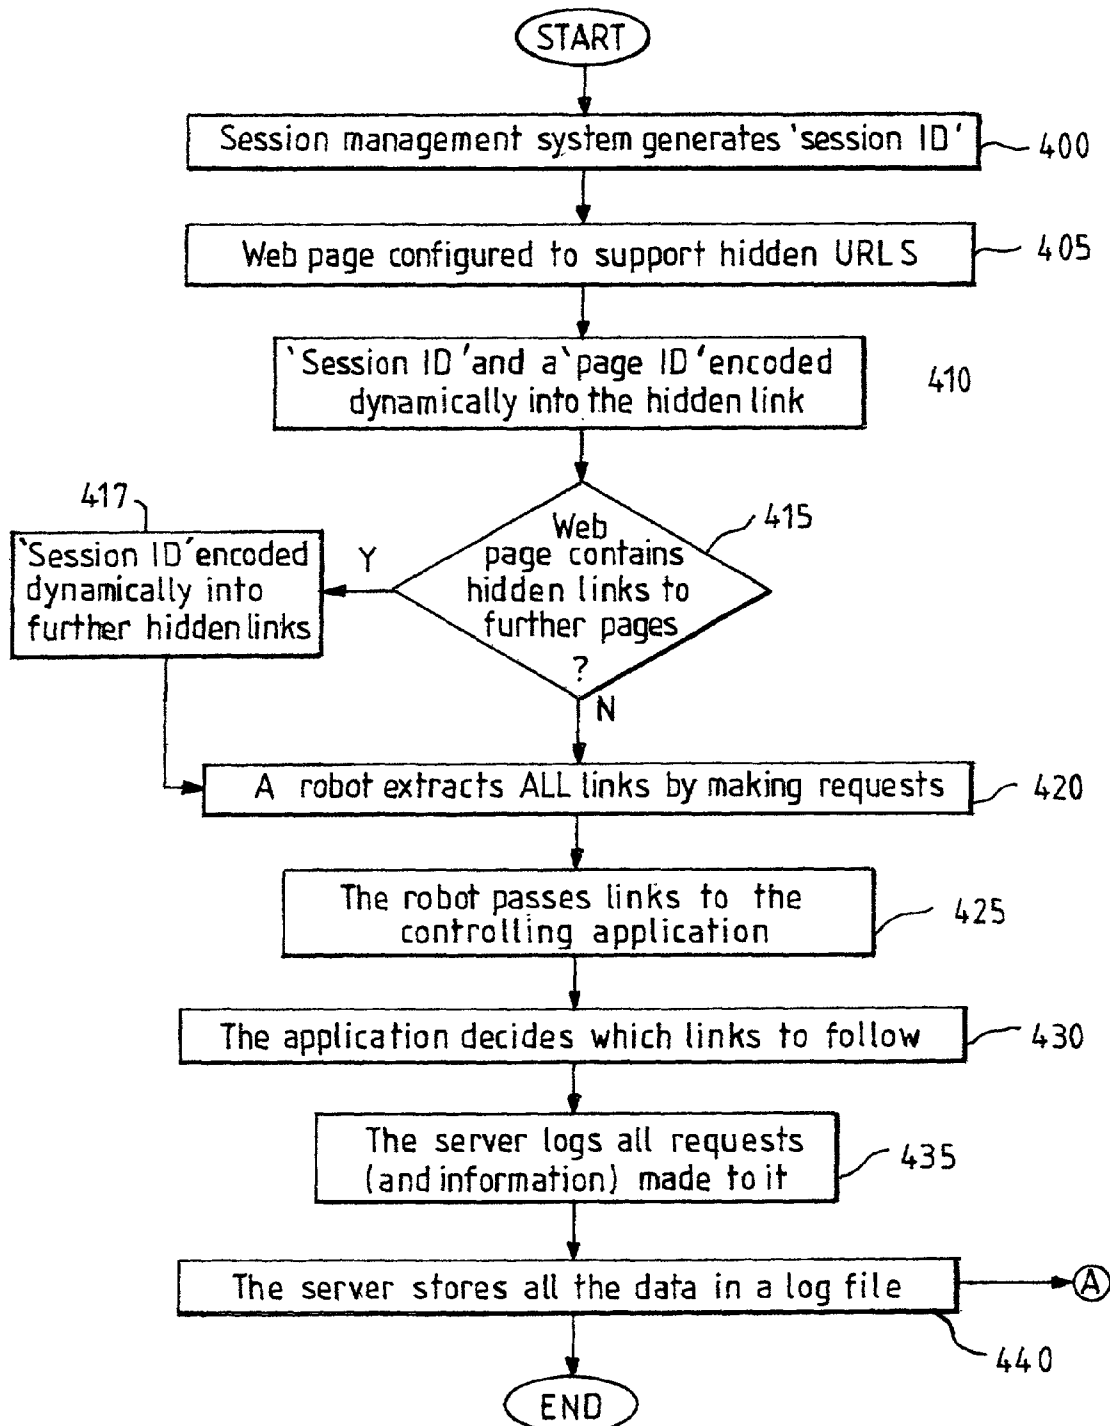 START
Session management system generates 'session ID'
400
Web page configured to support hidden URLS
405
'Session ID' and a 'page ID' encoded
dynamically into the hidden link
410
417
415
Web
page contains
hidden links to
further pages
?
Y
'Session ID' encoded
dynamically into
further hidden links
N
A robot extracts ALL links by making requests
420
The robot passes links to the
controlling application
425
The application decides which links to follow
430
The server logs all requests
(and information) made to it
435
The server stores all the data in a log file
A
440
END